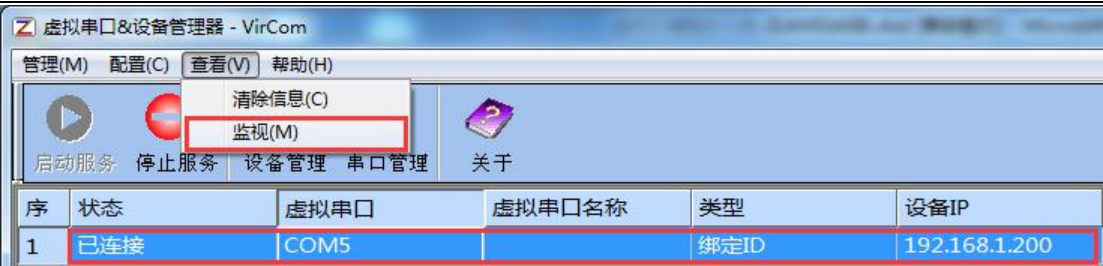 虚拟串口&设备管理器 - VirCom
管理(M) 配置(C) 查看(V) 帮助(H)
清除信息(C)
监视(M)
启动服务 停止服务 设备管理 串口管理 关于
序 状态 虚拟串口 虚拟串口名称 类型 设备IP
1 已连接 COM5 绑定ID 192.168.1.200